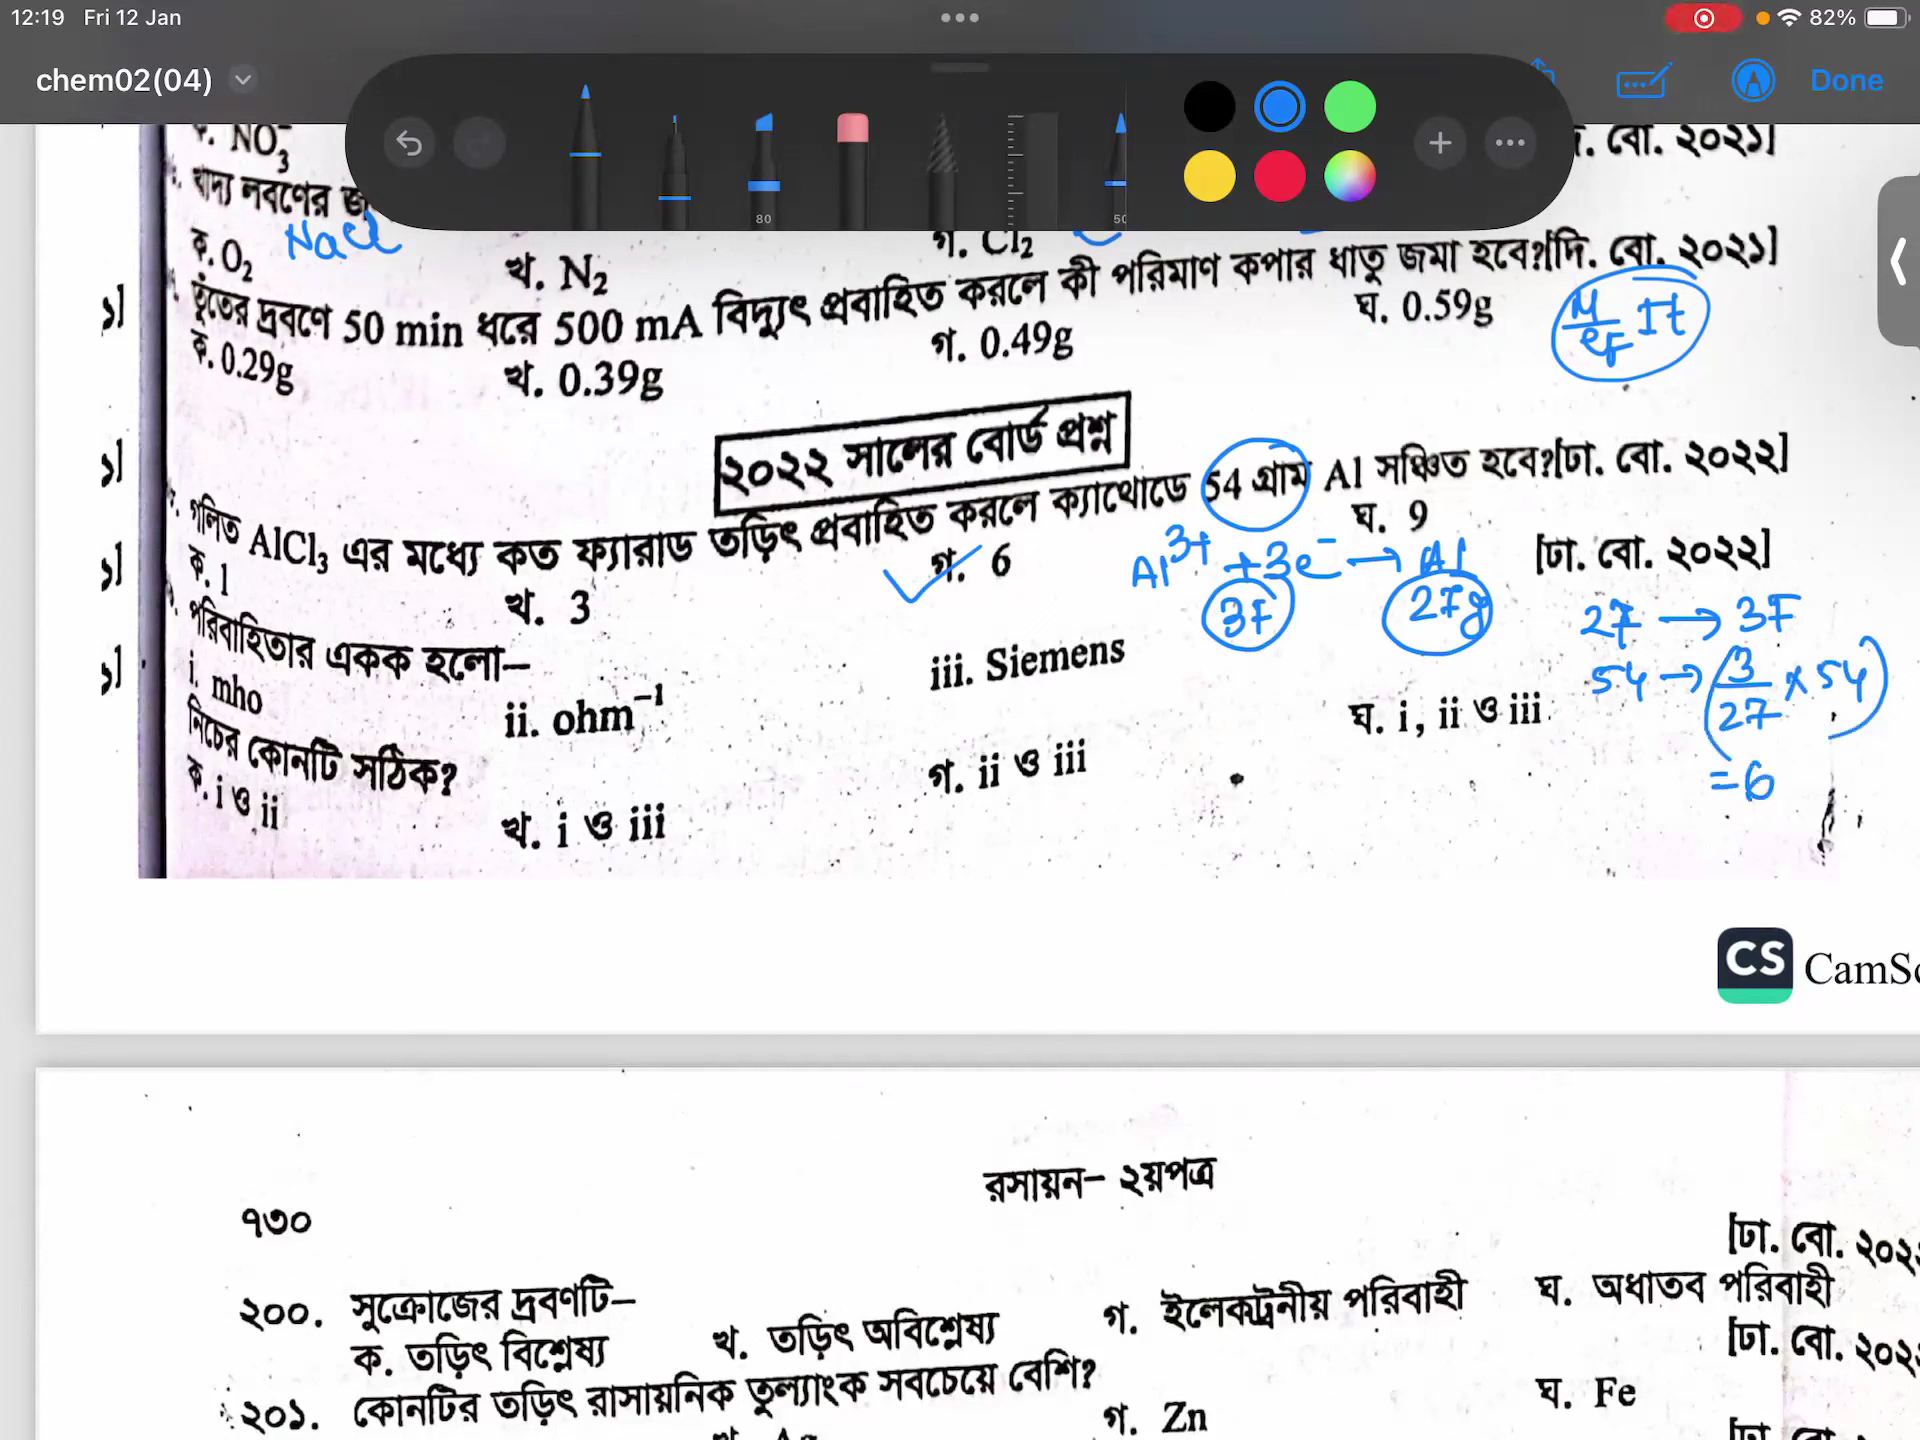 12:19 Fri 12 Jan
82%
chem02(04)
Done
80
50
NO₃⁻
বো. ২০২১]
খাদ্য লবণের
NaCl
ক. O₂
খ. N₂
গ. Cl₂
তুঁতের দ্রবণে 50 min ধরে 500 mA বিদ্যুৎ প্রবাহিত করলে কী পরিমাণ কপার ধাতু জমা হবে?[দি. বো. ২০২১]
ক. 0.29g
খ. 0.39g
গ. 0.49g
ঘ. 0.59g
M/eF It
২০২২ সালের বোর্ড প্রশ্ন
গলিত AlCl₃ এর মধ্যে কত ফ্যারাড তড়িৎ প্রবাহিত করলে ক্যাথোডে 54 গ্রাম Al সঞ্চিত হবে?[ঢা. বো. ২০২২]
ক. 1
খ. 3
গ. 6
ঘ. 9
Al³⁺ + 3e⁻ → Al
3F
27g
27 → 3F
54 → (3/27 × 54)
= 6
পরিবাহিতার একক হলো–
[ঢা. বো. ২০২২]
i. mho
ii. ohm⁻¹
iii. Siemens
নিচের কোনটি সঠিক?
ক. i ও ii
খ. i ও iii
গ. ii ও iii
ঘ. i, ii ও iii
CS
রসায়ন– ২য়পত্র
৭৩০
২০০. সুক্রোজের দ্রবণটি–
[ঢা. বো.
ক. তড়িৎ বিশ্লেষ্য
খ. তড়িৎ অবিশ্লেষ্য
গ. ইলেকট্রনীয় পরিবাহী
ঘ. অধাতব পরিবাহী
২০১. কোনটির তড়িৎ রাসায়নিক তুল্যাংক সবচেয়ে বেশি?
[ঢা. বো.
গ. Zn
ঘ. Fe